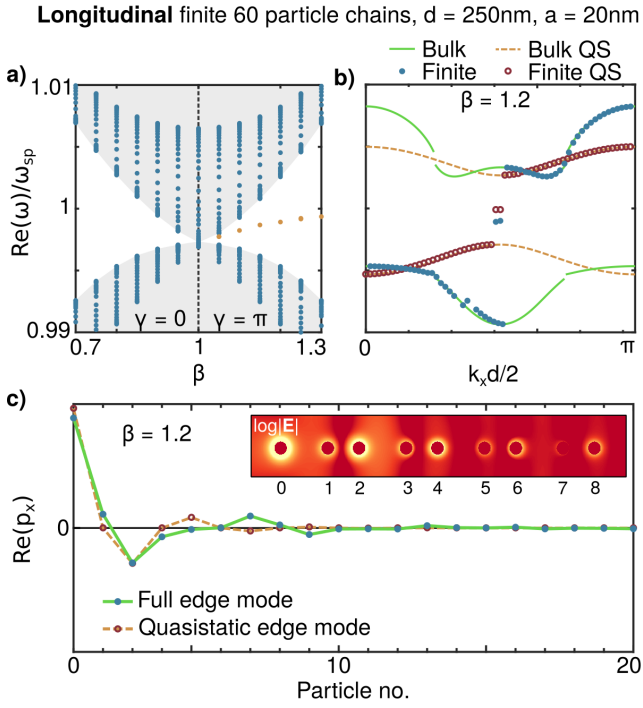 Longitudinal finite 60 particle chains, d = 250nm, a = 20nm
Bulk
Bulk QS
Finite
Finite QS
a)
1.01
1
0.99
Re(ω)/ω_sp
γ = 0
γ = π
0.7
1
1.3
β
b)
β = 1.2
0
π
k_xd/2
c)
β = 1.2
log|E|
0 1 2 3 4 5 6 7 8
Re(p_x)
0
Full edge mode
Quasistatic edge mode
0 10 20
Particle no.